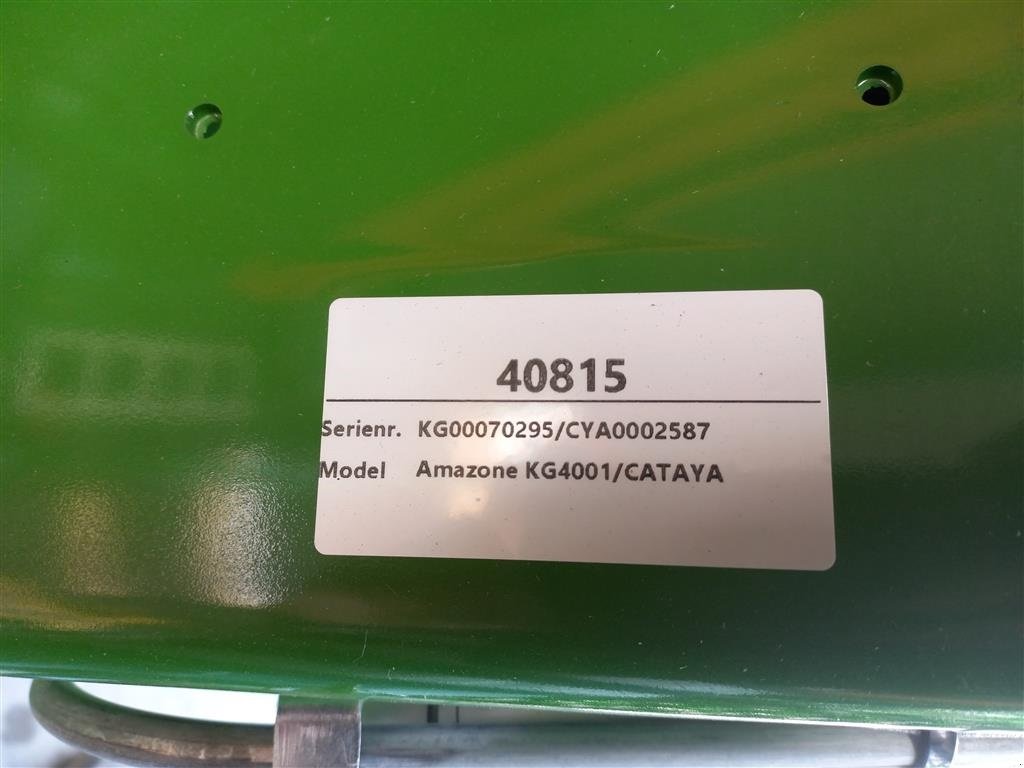 40815
Serienr. KG00070295/CYA0002587
Model Amazone KG4001/CATAYA